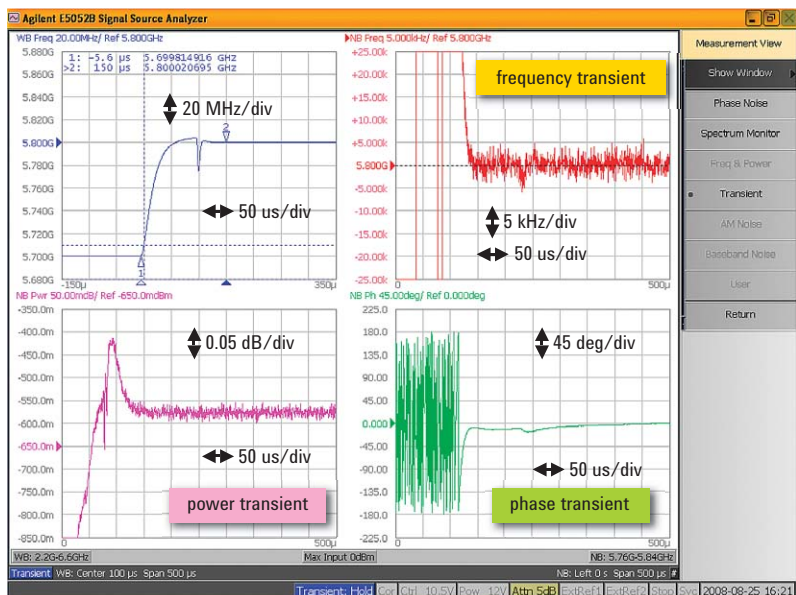 Agilent E5052B Signal Source Analyzer
WB Freq 20.00MHz/ Ref 5.800GHz
5.880G
5.860G
5.840G
5.820G
5.800G
5.780G
5.760G
5.740G
5.720G
5.700G
5.680G
1: -5.6 µs 5.699814916 GHz
>2: 150 µs 5.800020695 GHz
20 MHz/div
2
50 us/div
1
-150µ
350µ
NB Freq 5.000kHz/ Ref 5.800GHz
+25.00k
+20.00k
+15.00k
+10.00k
+5.000k
5.800G
-5.000k
-10.00k
-15.00k
-20.00k
-25.00k
frequency transient
5 kHz/div
50 us/div
0
500µ
NB Pwr 50.00mdB/ Ref -650.0mdBm
-350.0m
-400.0m
-450.0m
-500.0m
-550.0m
-600.0m
-650.0m
-700.0m
-750.0m
-800.0m
-850.0m
0.05 dB/div
50 us/div
power transient
0
500µ
NB Ph 45.00deg/ Ref 0.000deg
225.0
180.0
135.0
90.00
45.00
0.000
-45.00
-90.00
-135.0
-180.0
-225.0
45 deg/div
50 us/div
phase transient
0
500µ
Measurement View
Show Window
Phase Noise
Spectrum Monitor
Freq & Power
Transient
AM Noise
Baseband Noise
User
Return
WB: 2.2G-6.6GHz
Max Input 0dBm
NB: 5.76G-5.84GHz
Transient WB: Center 100 µs Span 500 µs
NB: Left 0 s Span 500 µs #
Transient: Hold Cor Ctrl 10.5V Pow 12V Attn 5dB ExtRef1 ExtRef2 Stop Svc 2008-08-25 16:21